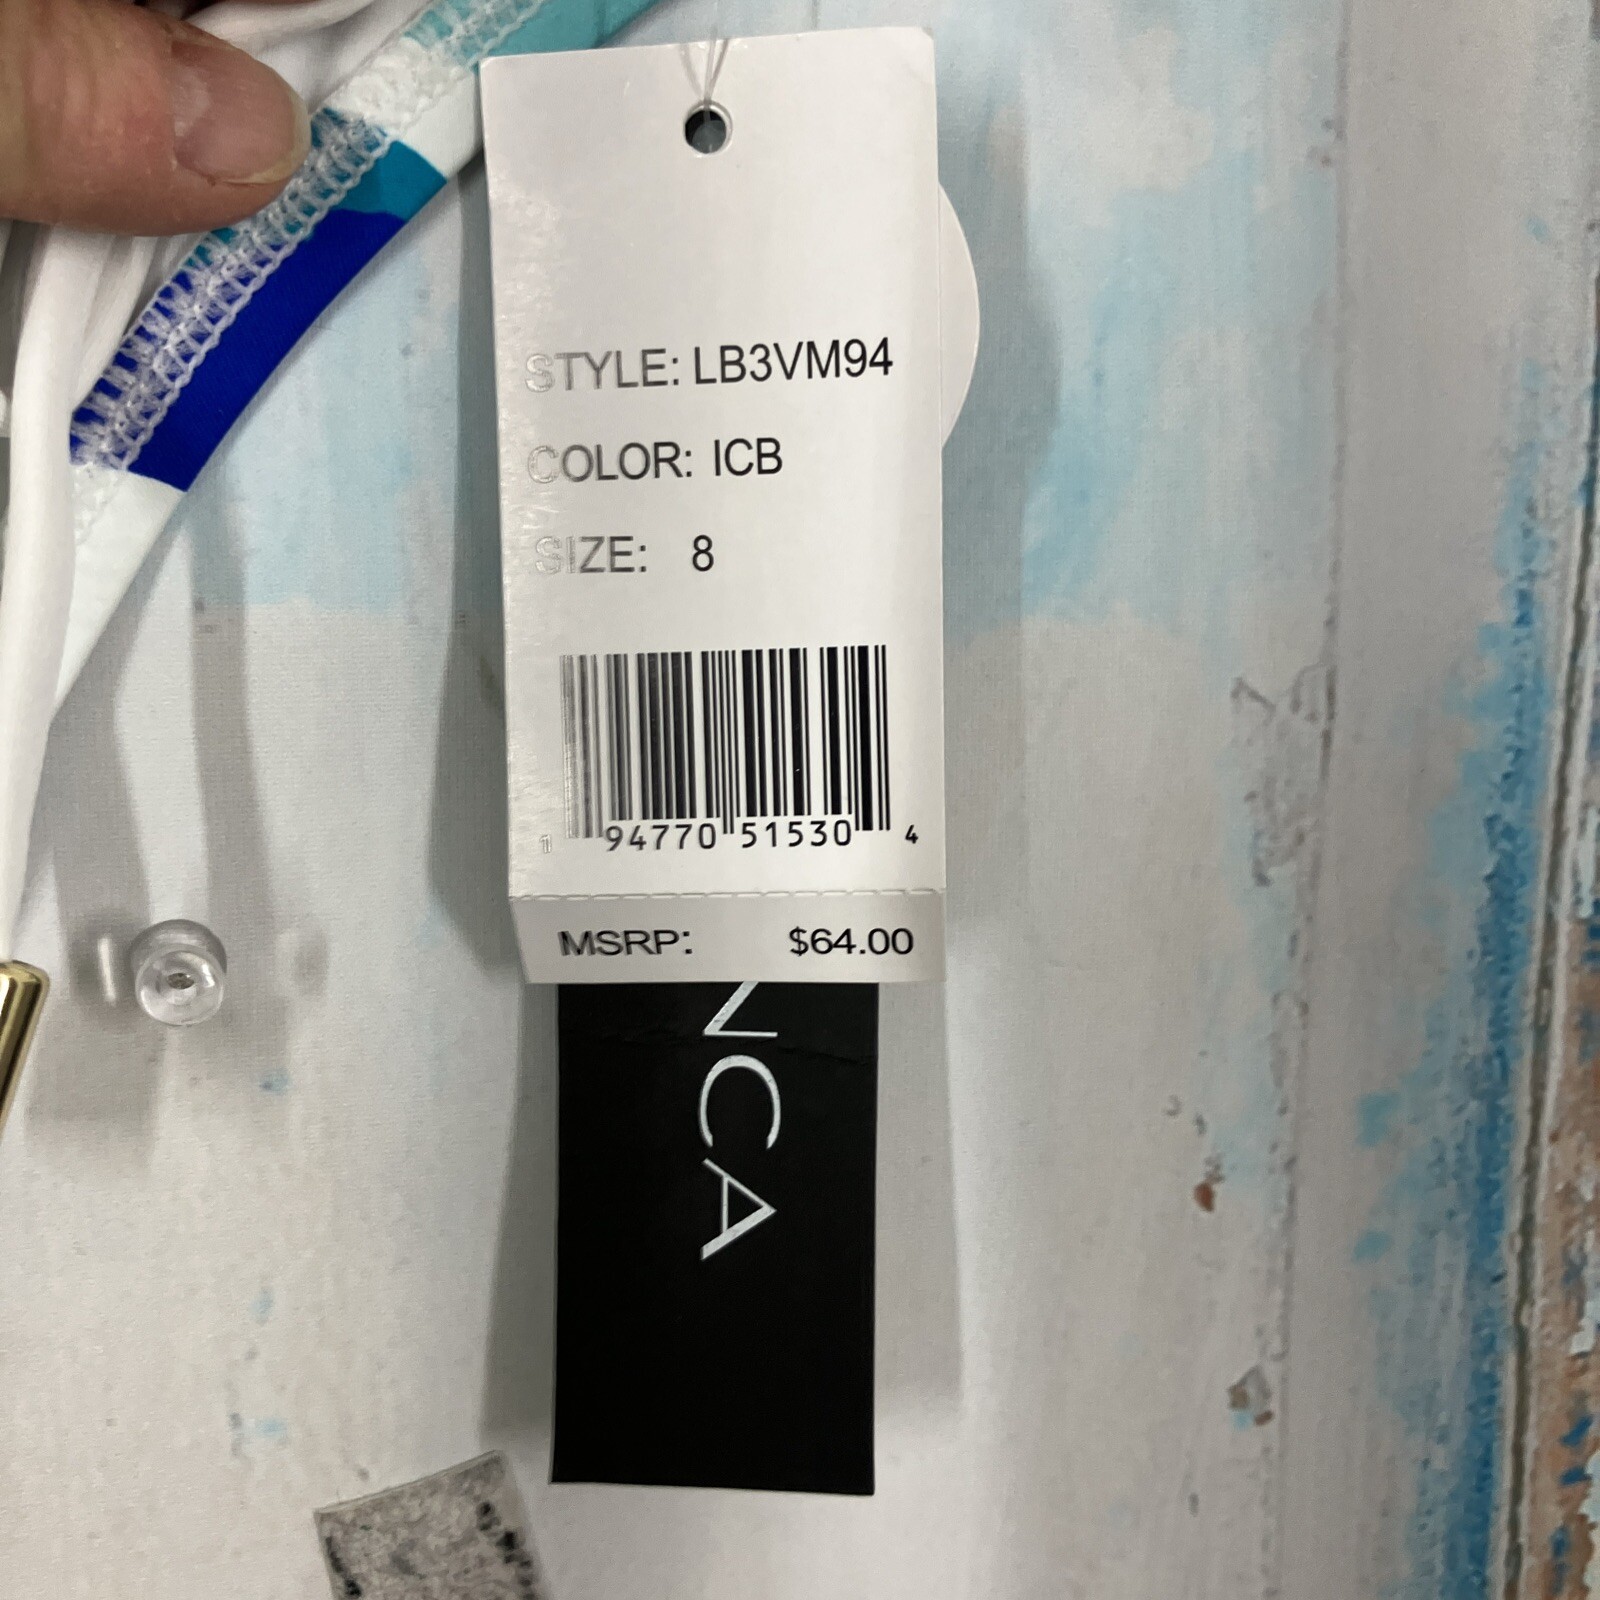 STYLE: LB3VM94
COLOR: ICB
SIZE: 8
1 94770 51530 4
MSRP: $64.00
NCA